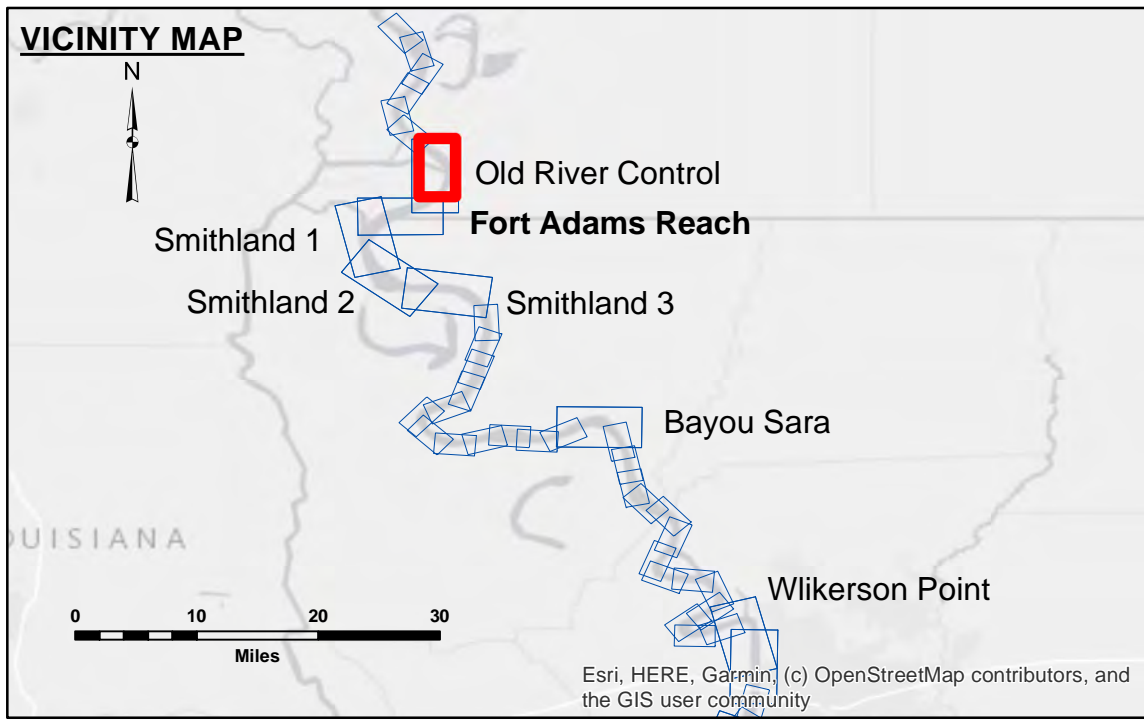 VICINITY MAP
N
Old River Control
Fort Adams Reach
Smithland 1
Smithland 2
Smithland 3
Bayou Sara
OUISIANA
Wlikerson Point
0 10 20 30
Miles
Esri, HERE, Garmin, (c) OpenStreetMap contributors, and
the GIS user community